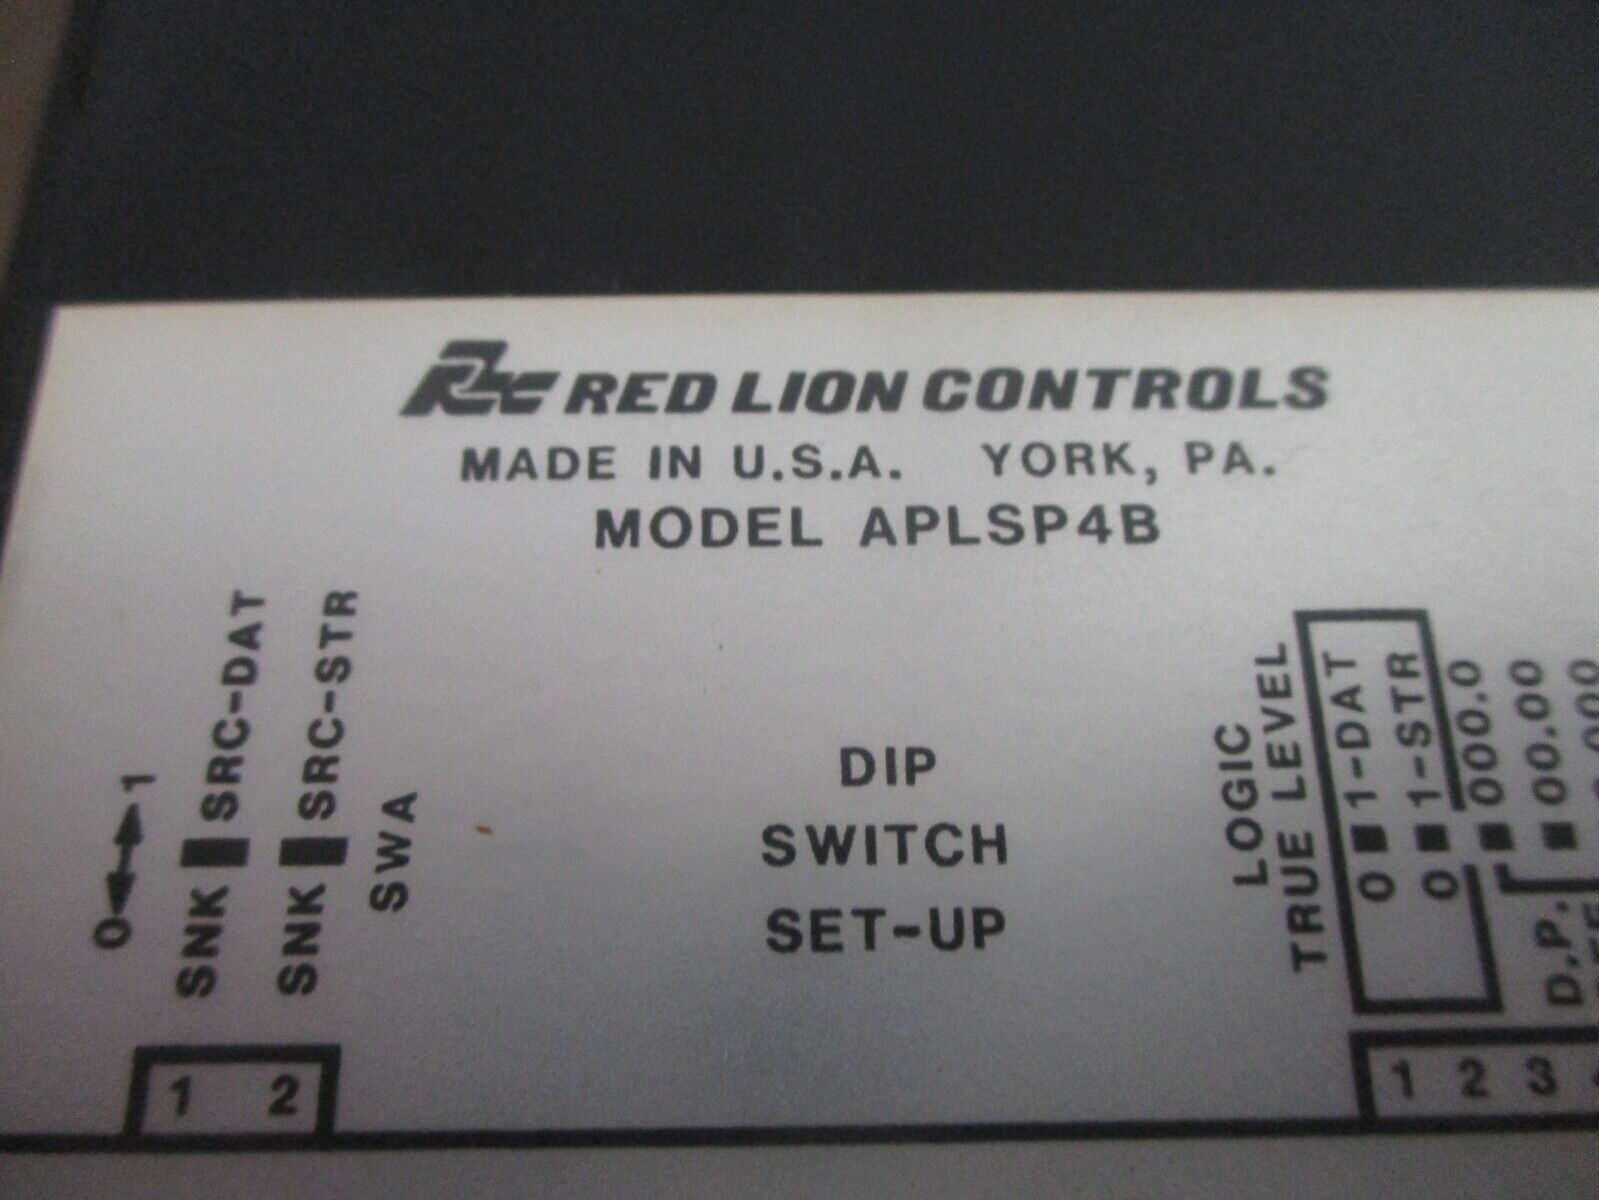 RLC RED LION CONTROLS
MADE IN U.S.A. YORK, PA.
MODEL APLSP4B
0 1
SNK SRC-DAT
SNK SRC-STR
SWA
1 2
DIP
SWITCH
SET-UP
LOGIC
TRUE LEVEL
0 1-DAT
0 1-STR
000.0
00.00
D.P.
1 2 3